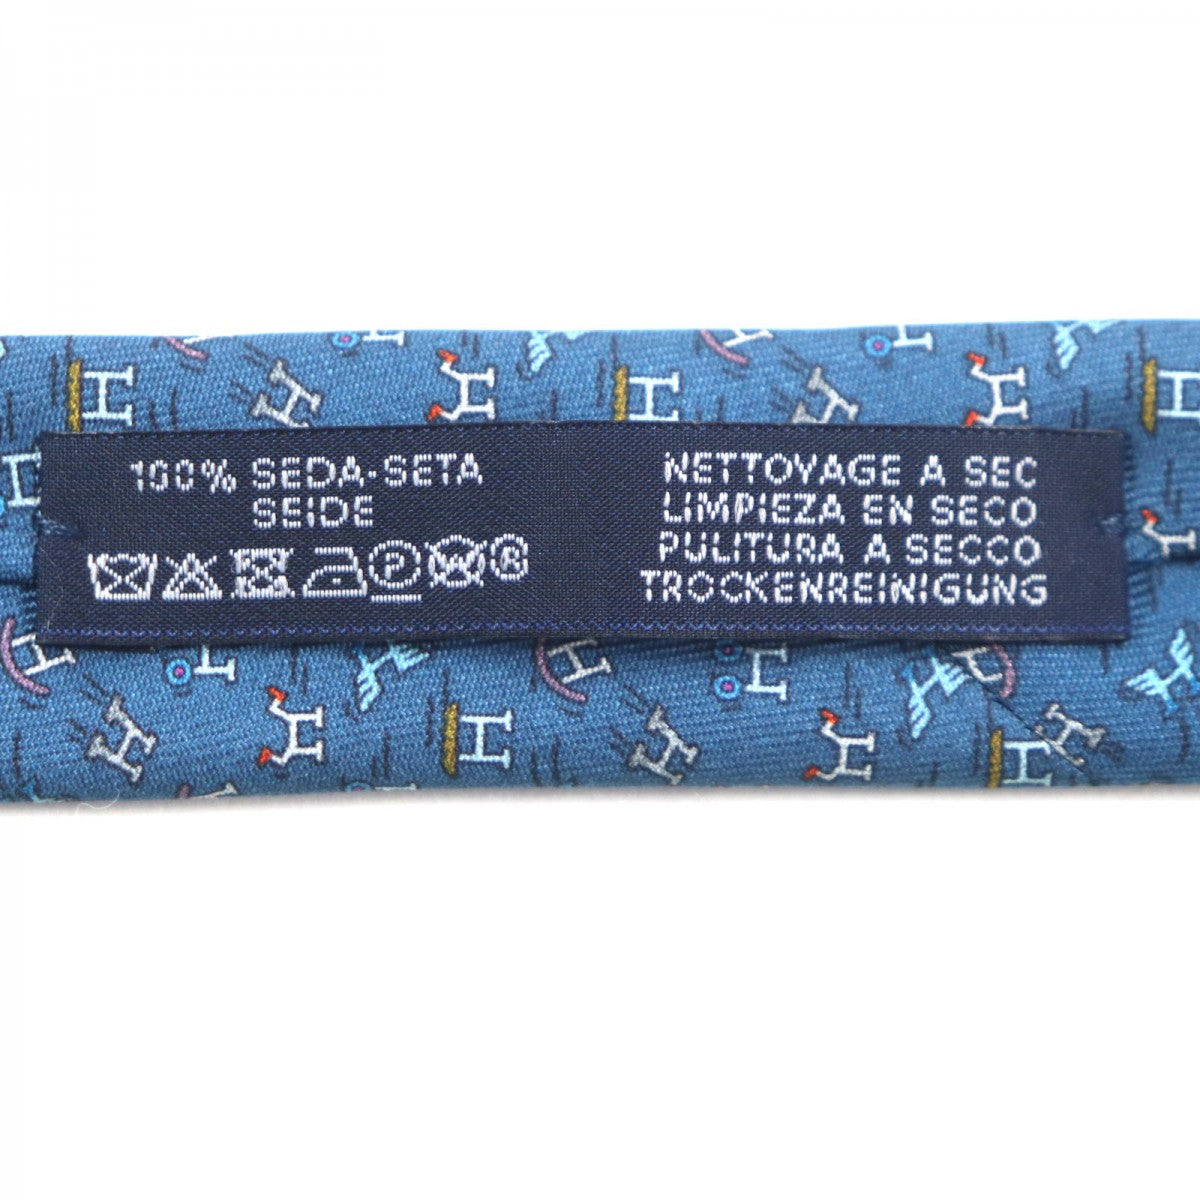 100% SEDA-SETA
SEIDE
NETTOYAGE A SEC
LIMPIEZA EN SECO
PULITURA A SECCO
TROCKENREINIGUNG